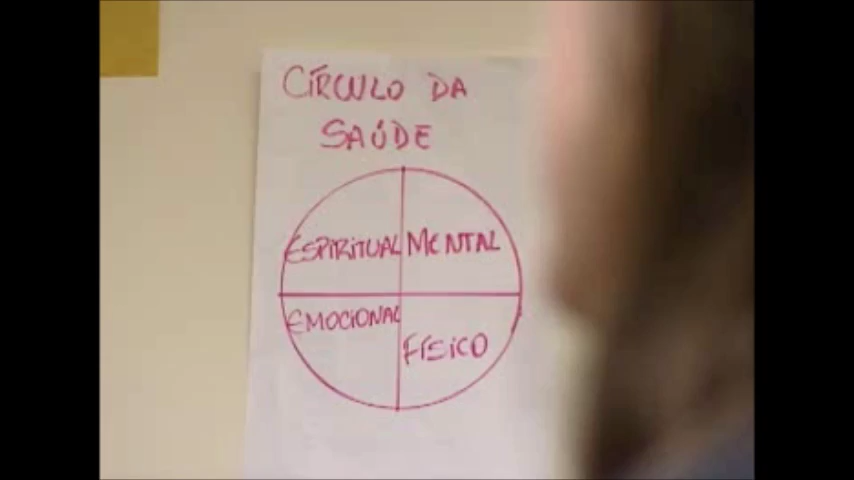 CÍRCULO DA
SAÚDE
ESPIRITUAL MENTAL
EMOCIONAL
FÍSICO